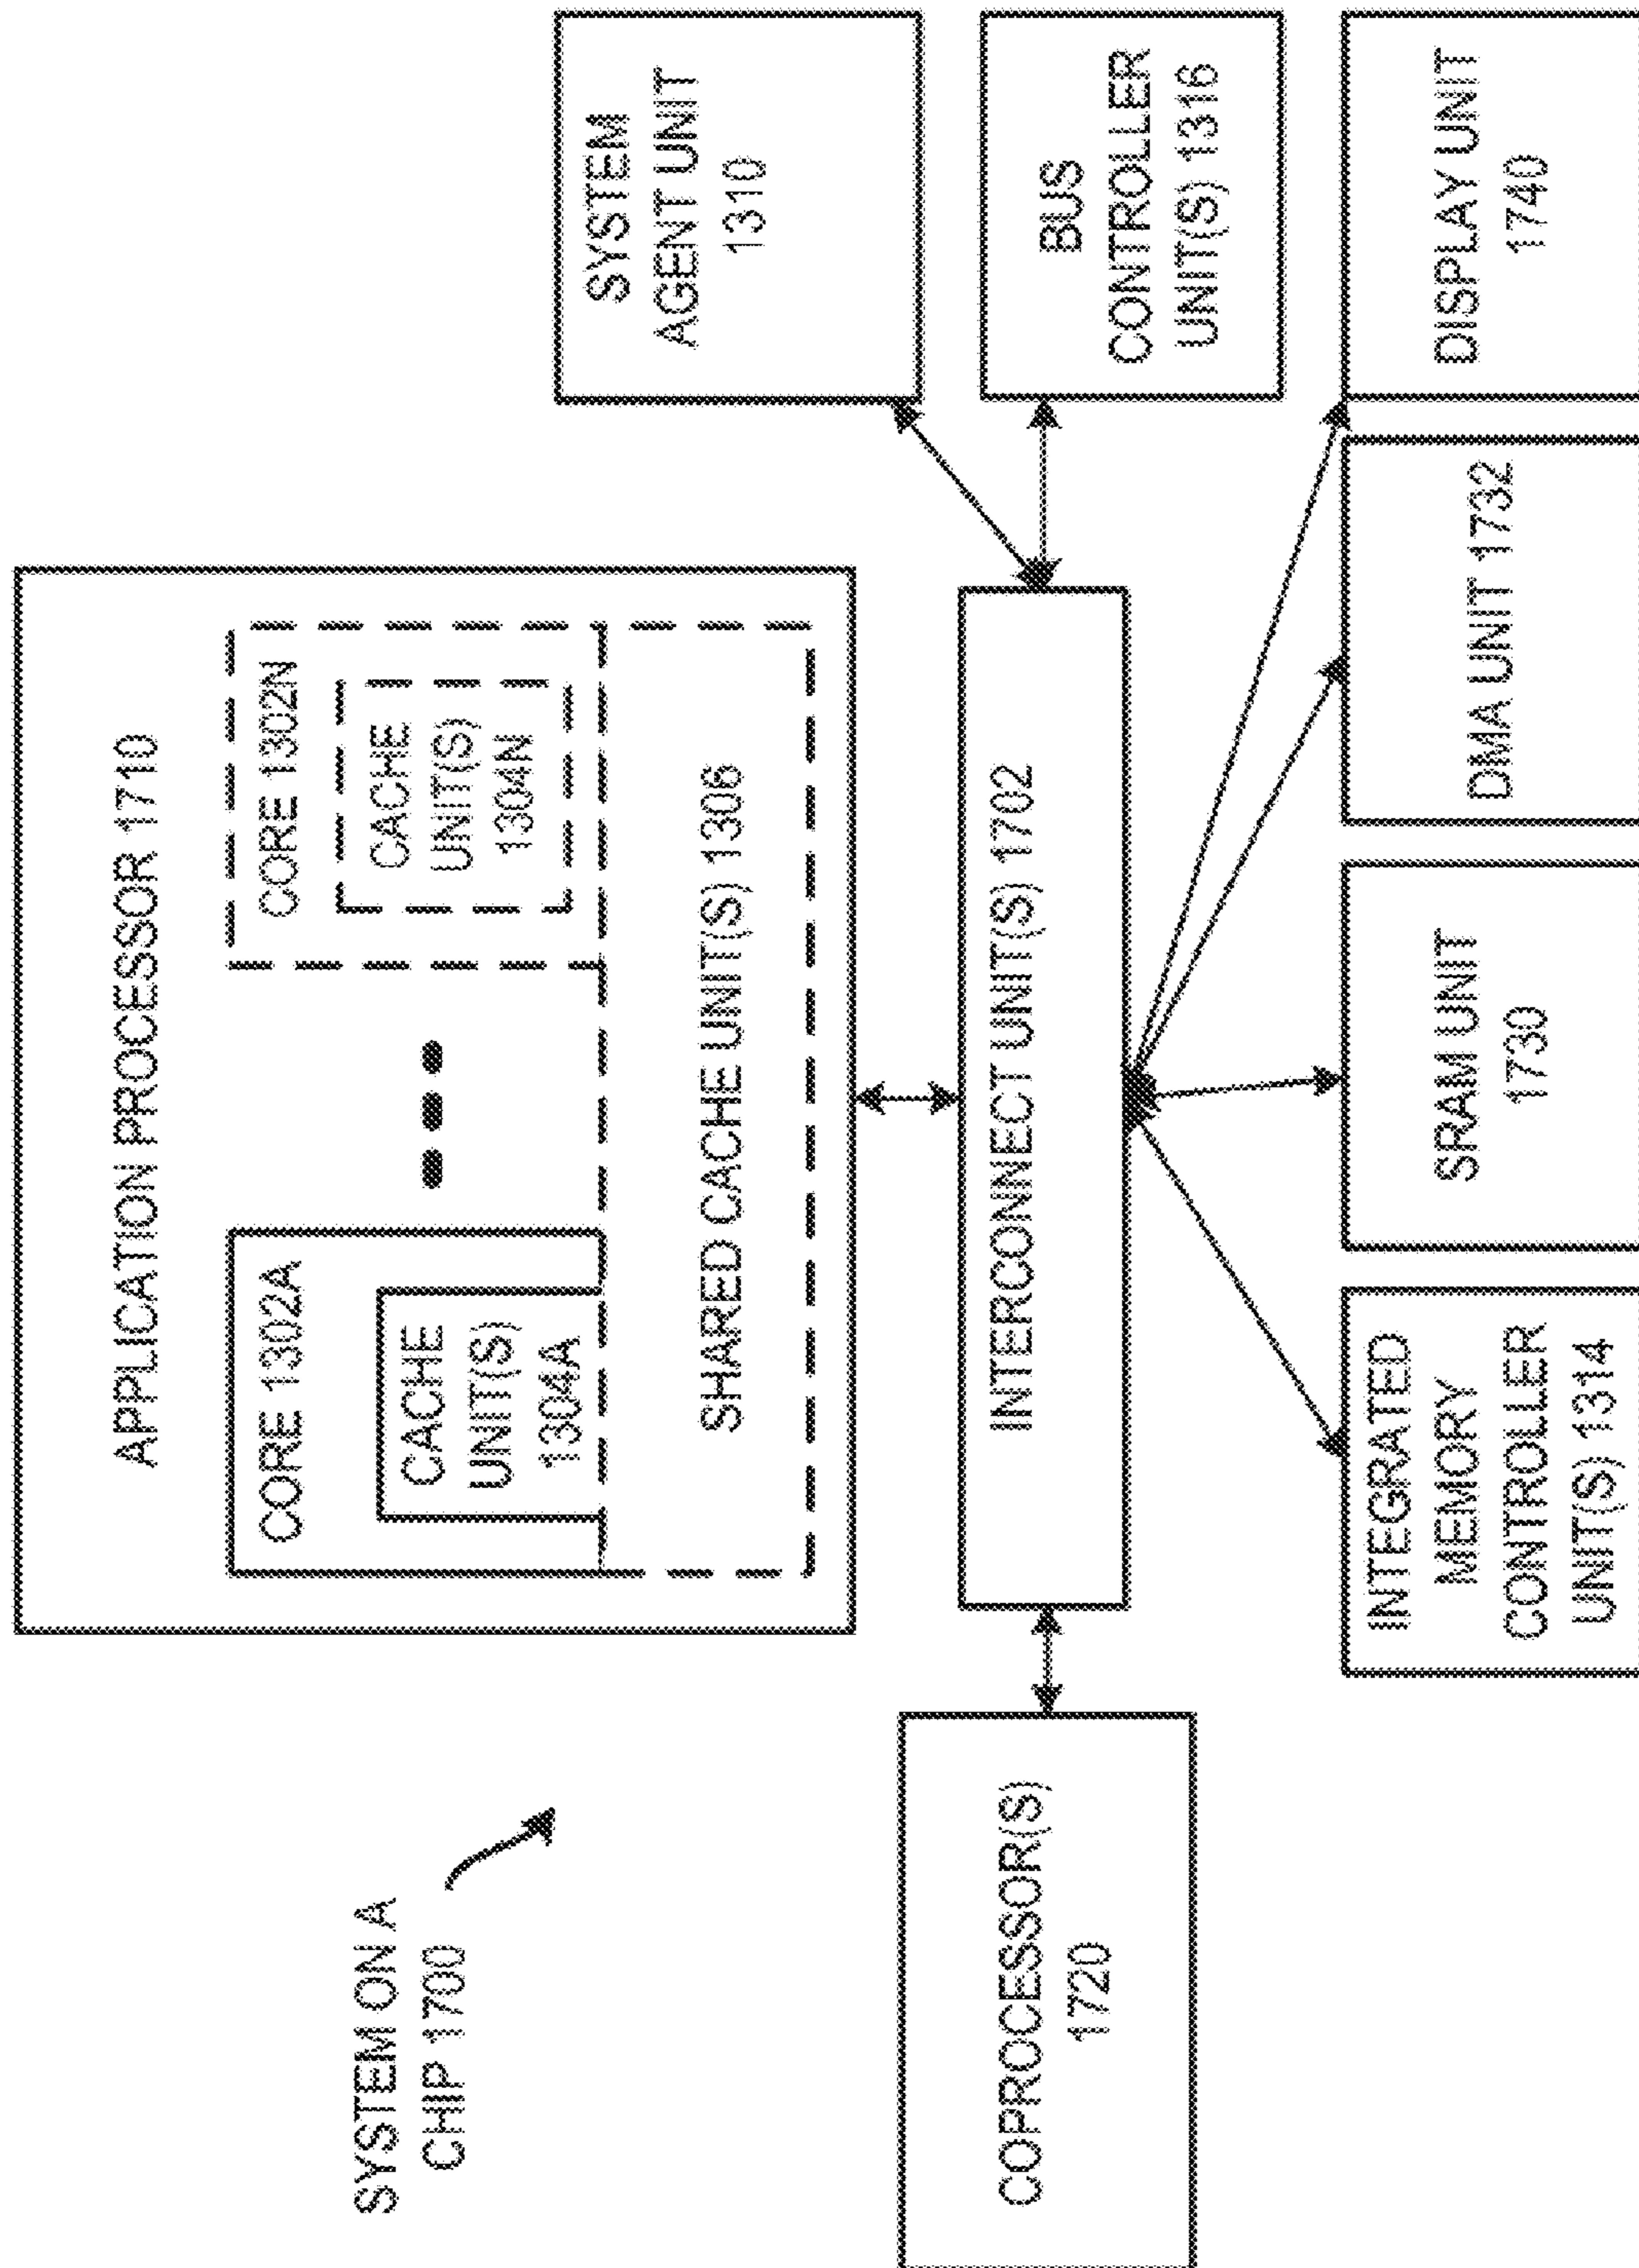 SYSTEM ON A
CHIP 1700
APPLICATION PROCESSOR 1710
CORE 1302A
CACHE
UNIT(S)
1304A
CORE 1302N
CACHE
UNIT(S)
1304N
SHARED CACHE UNIT(S) 1306
SYSTEM
AGENT UNIT
1310
COPROCESSOR(S)
1720
INTERCONNECT UNIT(S) 1702
BUS
CONTROLLER
UNIT(S) 1316
INTEGRATED
MEMORY
CONTROLLER
UNIT(S) 1314
SRAM UNIT
1730
DMA UNIT 1732
DISPLAY UNIT
1740